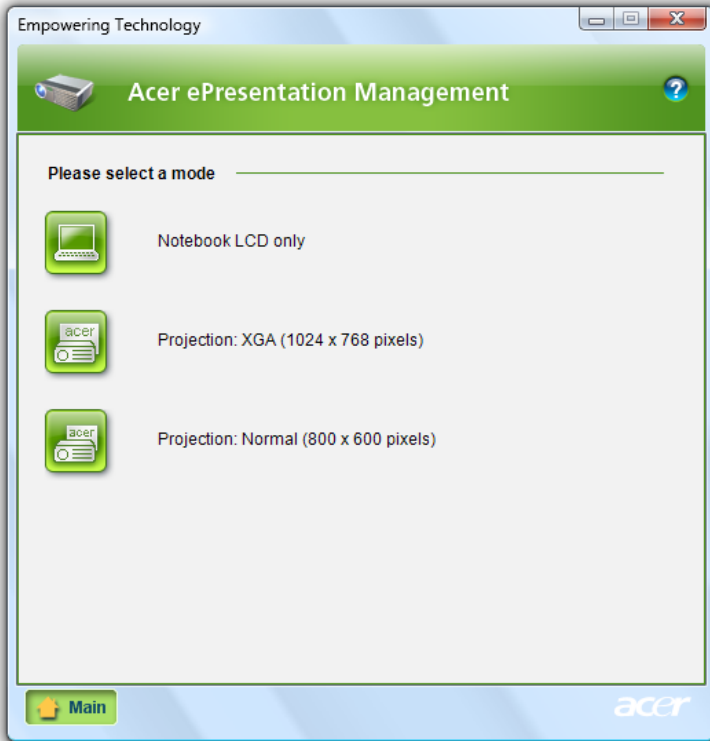 Empowering Technology
Acer ePresentation Management
?
Please select a mode
Notebook LCD only
acer
Projection: XGA (1024 x 768 pixels)
acer
Projection: Normal (800 x 600 pixels)
Main
acer